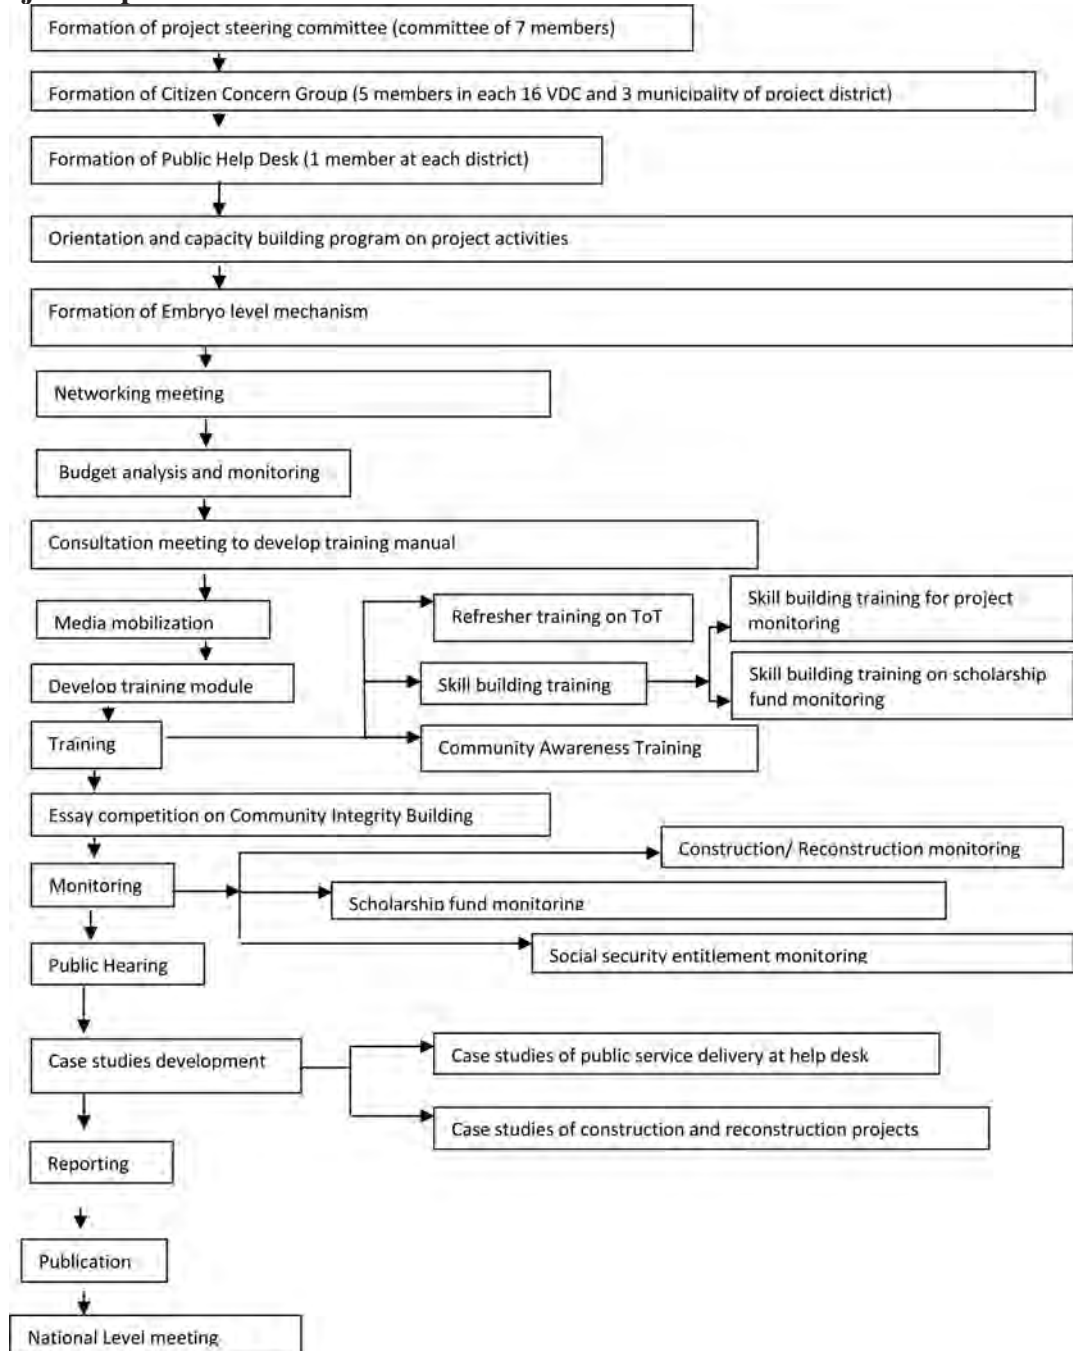 Formation of project steering committee (committee of 7 members)
Formation of Citizen Concern Group (5 members in each 16 VDC and 3 municipality of project district)
Formation of Public Help Desk (1 member at each district)
Orientation and capacity building program on project activities
Formation of Embryo level mechanism
Networking meeting
Budget analysis and monitoring
Consultation meeting to develop training manual
Media mobilization
Develop training module
Training
Refresher training on ToT
Skill building training
Community Awareness Training
Skill building training for project
monitoring
Skill building training on scholarship
fund monitoring
Essay competition on Community Integrity Building
Monitoring
Construction/ Reconstruction monitoring
Scholarship fund monitoring
Social security entitlement monitoring
Public Hearing
Case studies development
Case studies of public service delivery at help desk
Case studies of construction and reconstruction projects
Reporting
Publication
National Level meeting